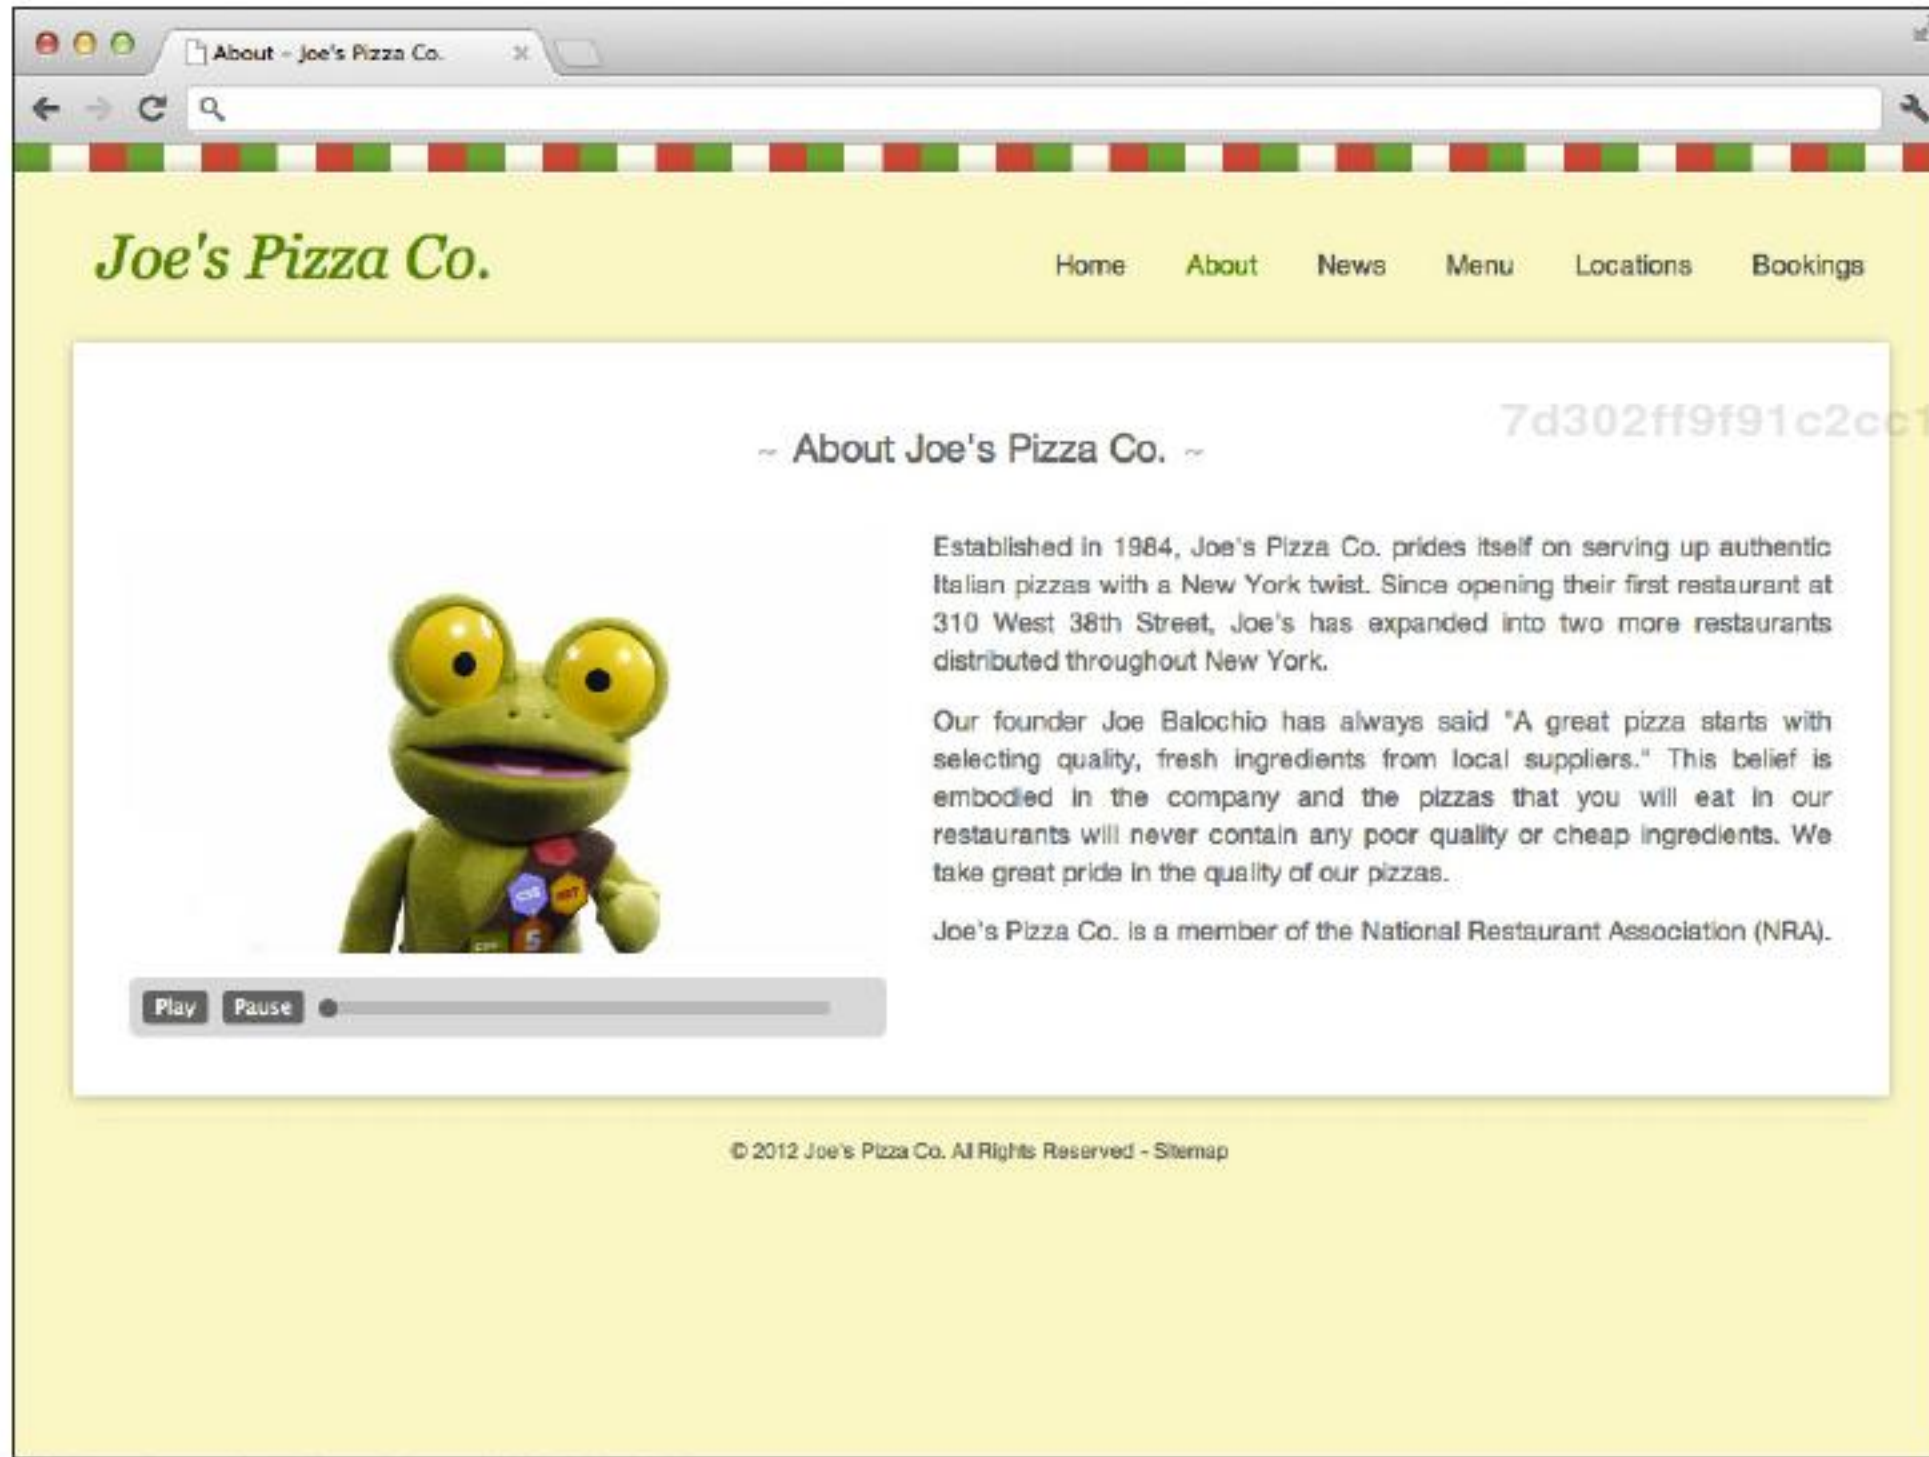 About - Joe's Pizza Co.
Joe's Pizza Co.
Home About News Menu Locations Bookings
7d302ff9f91c2cc1
~ About Joe's Pizza Co. ~
Established in 1984, Joe's Pizza Co. prides itself on serving up authentic
Italian pizzas with a New York twist. Since opening their first restaurant at
310 West 38th Street, Joe's has expanded into two more restaurants
distributed throughout New York.
Our founder Joe Balochio has always said "A great pizza starts with
selecting quality, fresh ingredients from local suppliers." This belief is
embodied in the company and the pizzas that you will eat in our
restaurants will never contain any poor quality or cheap ingredients. We
take great pride in the quality of our pizzas.
Joe's Pizza Co. is a member of the National Restaurant Association (NRA).
CSS
5
Play Pause
© 2012 Joe's Pizza Co. All Rights Reserved - Sitemap